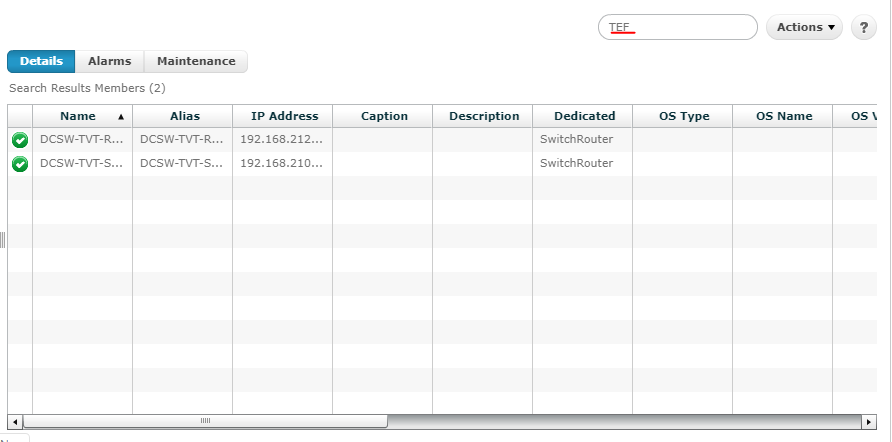 TEF
Actions ?
Details Alarms Maintenance
Search Results Members (2)
Name Alias IP Address Caption Description Dedicated OS Type OS Name OS V
DCSW-TVT-R... DCSW-TVT-R... 192.168.212... SwitchRouter
DCSW-TVT-S... DCSW-TVT-S... 192.168.210... SwitchRouter